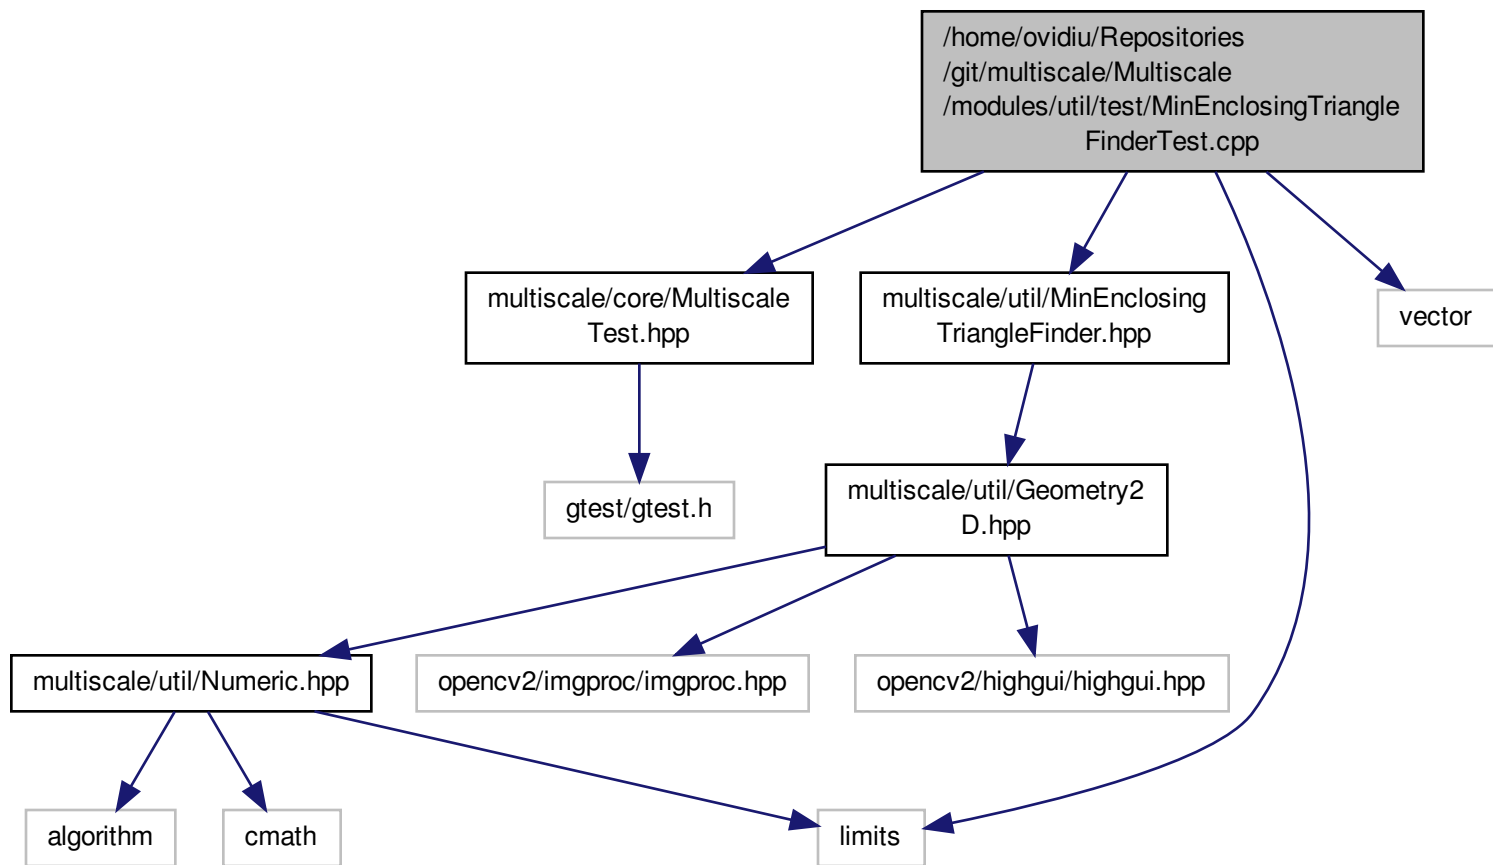 /home/ovidiu/Repositories
/git/multiscale/Multiscale
/modules/util/test/MinEnclosingTriangle
FinderTest.cpp
multiscale/core/Multiscale
Test.hpp
multiscale/util/MinEnclosing
TriangleFinder.hpp
vector
gtest/gtest.h
multiscale/util/Geometry2
D.hpp
multiscale/util/Numeric.hpp
opencv2/imgproc/imgproc.hpp
opencv2/highgui/highgui.hpp
algorithm
cmath
limits